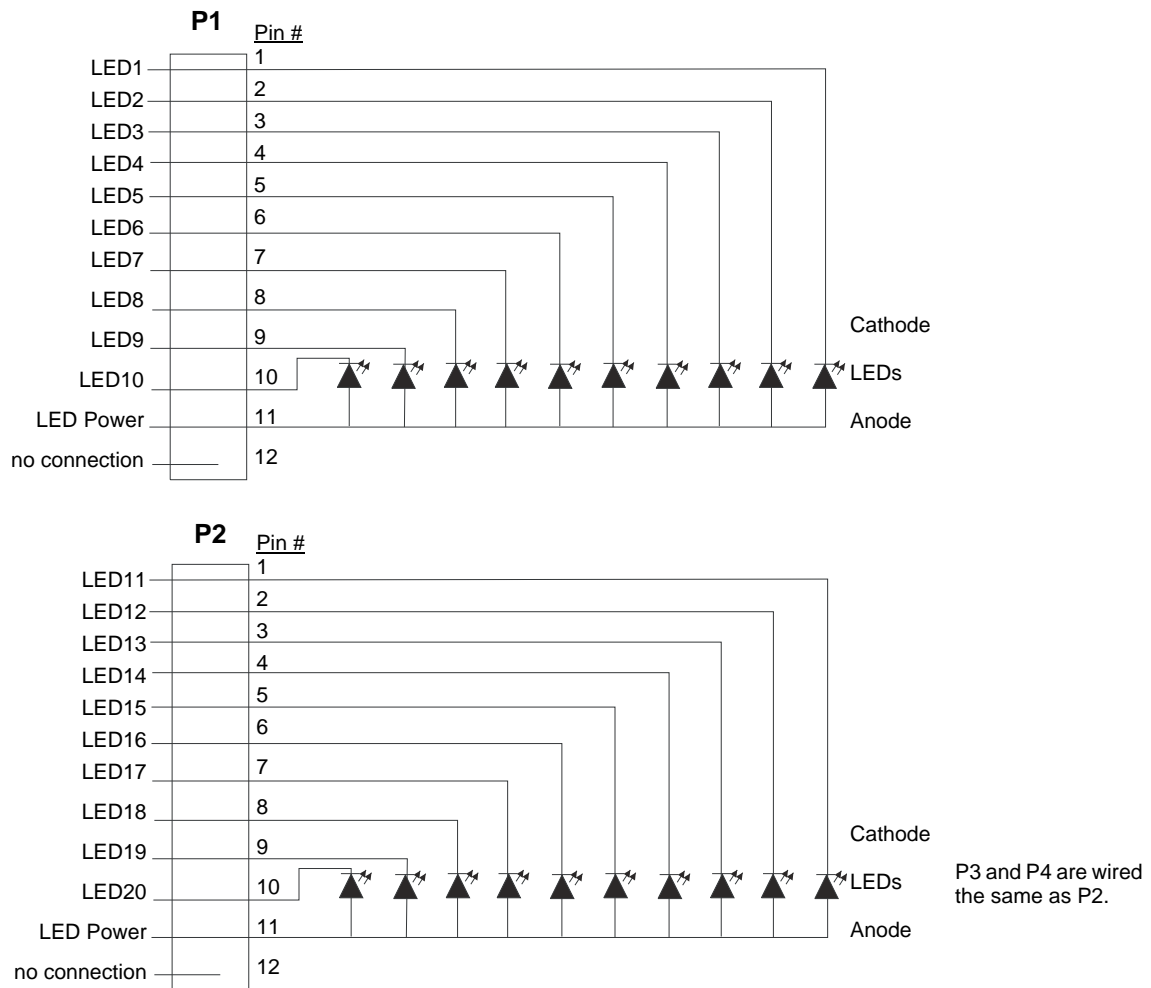 P1
Pin #
LED1 1
LED2 2
LED3 3
LED4 4
LED5 5
LED6 6
LED7 7
LED8 8
Cathode
LED9 9
LEDs
LED10 10
LED Power 11
Anode
no connection 12
P2
Pin #
LED11 1
LED12 2
LED13 3
LED14 4
LED15 5
LED16 6
LED17 7
LED18 8
Cathode
LED19 9
LEDs
LED20 10
P3 and P4 are wired
the same as P2.
LED Power 11
Anode
no connection 12